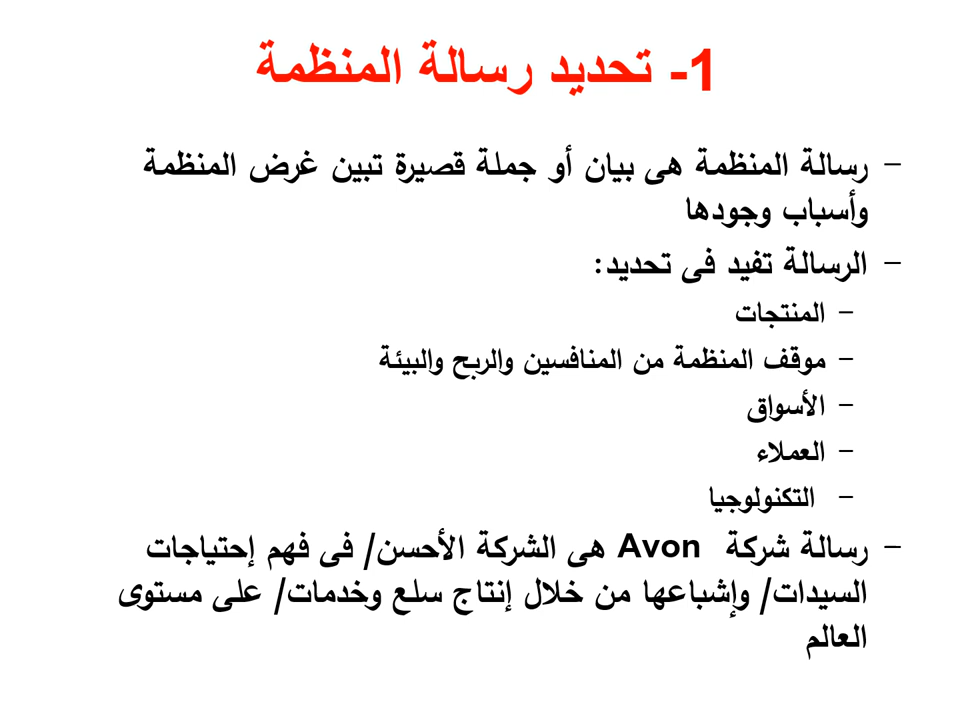 1- تحديد رسالة المنظمة
– رسالة المنظمة هى بيان أو جملة قصيرة تبين غرض المنظمة
وأسباب وجودها
– الرسالة تفيد فى تحديد:
– المنتجات
– موقف المنظمة من المنافسين والربح والبيئة
– الأسواق
– العملاء
– التكنولوجيا
– رسالة شركة Avon هى الشركة الأحسن/ فى فهم إحتياجات
السيدات/ وإشباعها من خلال إنتاج سلع وخدمات/ على مستوى
العالم